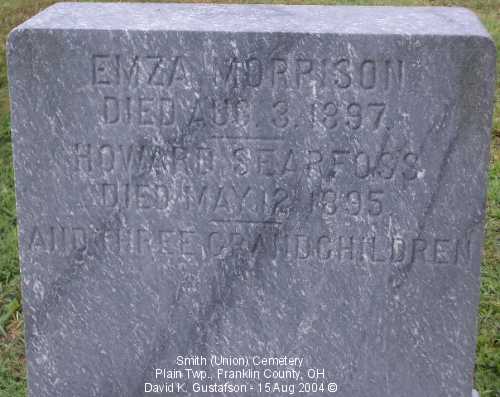 EMZA MORRISON
DIED AUG. 3. 1897.
HOWARD SEARFOSS
DIED MAY 12 1895
AND THREE GRANDCHILDREN
Smith (Union) Cemetery
Plain Twp., Franklin County, OH
David K. Gustafson - 15 Aug 2004 ©